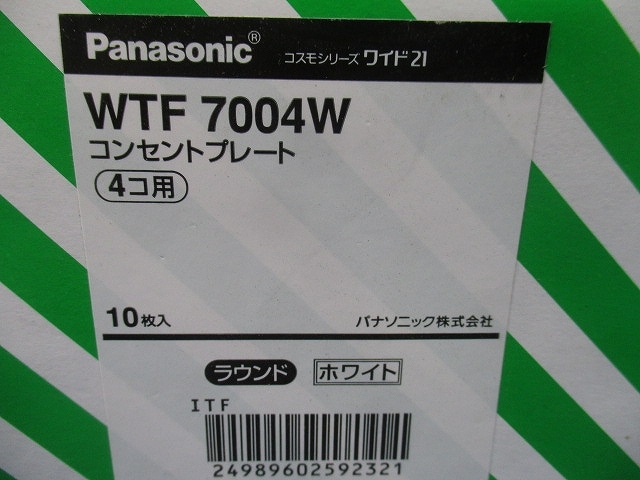 Panasonic® コスモシリーズ ワイド21
WTF 7004W
コンセントプレート
4コ用
10枚入 パナソニック株式会社
ラウンド ホワイト
ITF
24989602592321